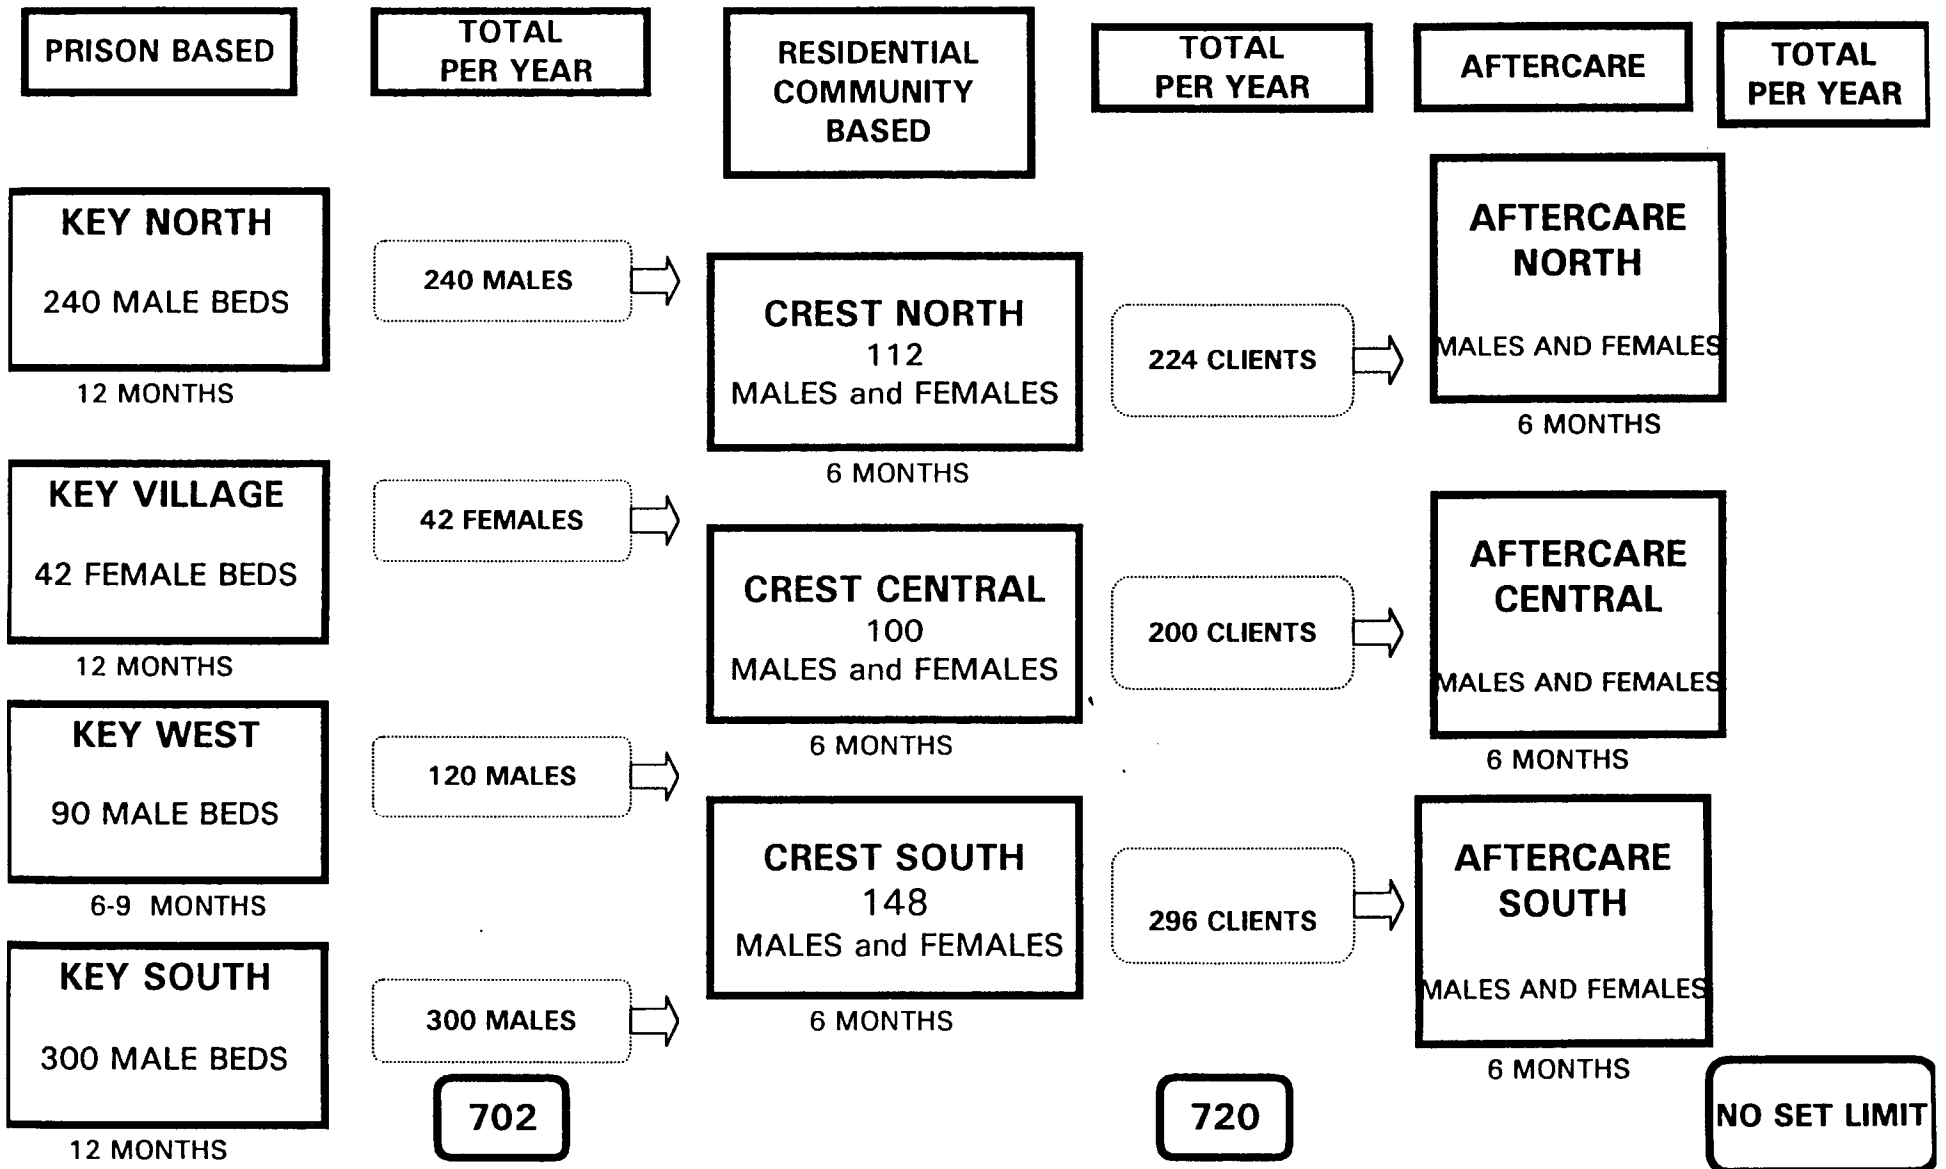 PRISON BASED
TOTAL
PER YEAR
RESIDENTIAL
COMMUNITY
BASED
TOTAL
PER YEAR
AFTERCARE
TOTAL
PER YEAR
KEY NORTH
240 MALE BEDS
12 MONTHS
KEY VILLAGE
42 FEMALE BEDS
12 MONTHS
KEY WEST
90 MALE BEDS
6-9 MONTHS
KEY SOUTH
300 MALE BEDS
12 MONTHS
240 MALES
42 FEMALES
120 MALES
300 MALES
702
CREST NORTH
112
MALES and FEMALES
6 MONTHS
CREST CENTRAL
100
MALES and FEMALES
6 MONTHS
CREST SOUTH
148
MALES and FEMALES
6 MONTHS
224 CLIENTS
200 CLIENTS
296 CLIENTS
720
AFTERCARE
NORTH
MALES AND FEMALES
6 MONTHS
AFTERCARE
CENTRAL
MALES AND FEMALES
6 MONTHS
AFTERCARE
SOUTH
MALES AND FEMALES
6 MONTHS
NO SET LIMIT